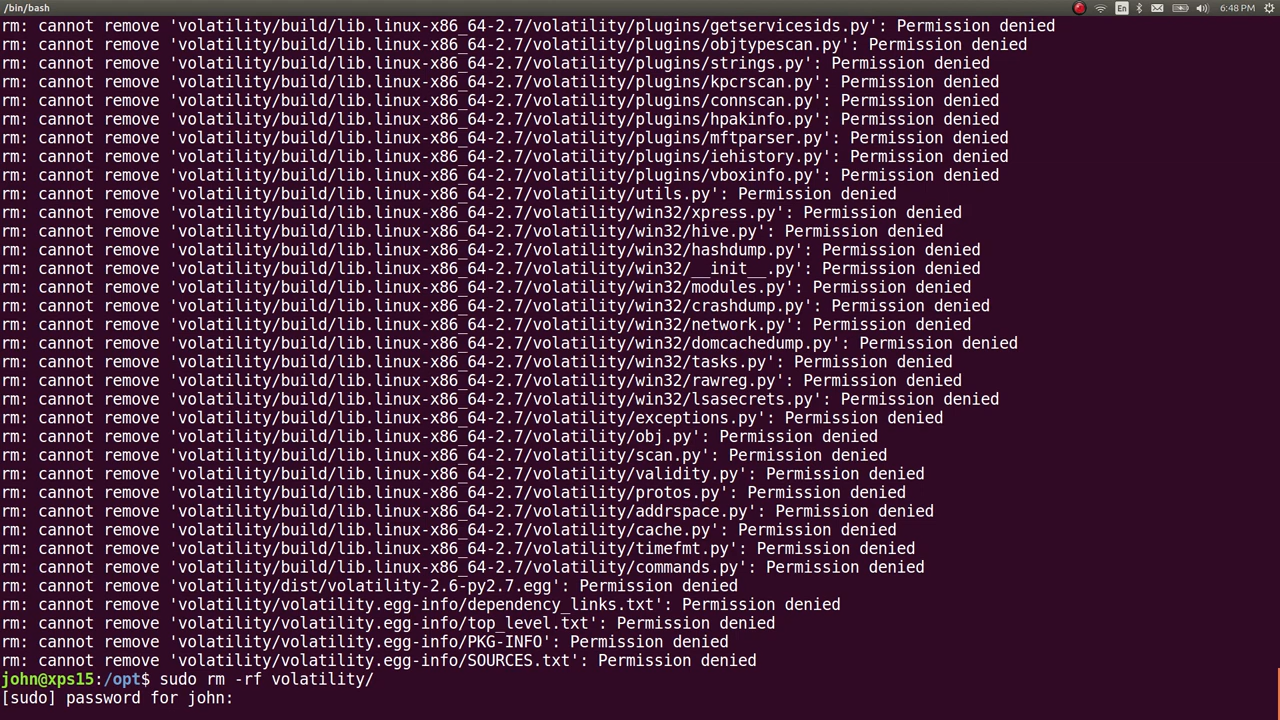 /bin/bash
En
6:48 PM
rm: cannot remove 'volatility/build/lib.linux-x86_64-2.7/volatility/plugins/getservicesids.py': Permission denied
rm: cannot remove 'volatility/build/lib.linux-x86_64-2.7/volatility/plugins/objtypescan.py': Permission denied
rm: cannot remove 'volatility/build/lib.linux-x86_64-2.7/volatility/plugins/strings.py': Permission denied
rm: cannot remove 'volatility/build/lib.linux-x86_64-2.7/volatility/plugins/kpcrscan.py': Permission denied
rm: cannot remove 'volatility/build/lib.linux-x86_64-2.7/volatility/plugins/connscan.py': Permission denied
rm: cannot remove 'volatility/build/lib.linux-x86_64-2.7/volatility/plugins/hpakinfo.py': Permission denied
rm: cannot remove 'volatility/build/lib.linux-x86_64-2.7/volatility/plugins/mftparser.py': Permission denied
rm: cannot remove 'volatility/build/lib.linux-x86_64-2.7/volatility/plugins/iehistory.py': Permission denied
rm: cannot remove 'volatility/build/lib.linux-x86_64-2.7/volatility/plugins/vboxinfo.py': Permission denied
rm: cannot remove 'volatility/build/lib.linux-x86_64-2.7/volatility/utils.py': Permission denied
rm: cannot remove 'volatility/build/lib.linux-x86_64-2.7/volatility/win32/xpress.py': Permission denied
rm: cannot remove 'volatility/build/lib.linux-x86_64-2.7/volatility/win32/hive.py': Permission denied
rm: cannot remove 'volatility/build/lib.linux-x86_64-2.7/volatility/win32/hashdump.py': Permission denied
rm: cannot remove 'volatility/build/lib.linux-x86_64-2.7/volatility/win32/__init__.py': Permission denied
rm: cannot remove 'volatility/build/lib.linux-x86_64-2.7/volatility/win32/modules.py': Permission denied
rm: cannot remove 'volatility/build/lib.linux-x86_64-2.7/volatility/win32/crashdump.py': Permission denied
rm: cannot remove 'volatility/build/lib.linux-x86_64-2.7/volatility/win32/network.py': Permission denied
rm: cannot remove 'volatility/build/lib.linux-x86_64-2.7/volatility/win32/domcachedump.py': Permission denied
rm: cannot remove 'volatility/build/lib.linux-x86_64-2.7/volatility/win32/tasks.py': Permission denied
rm: cannot remove 'volatility/build/lib.linux-x86_64-2.7/volatility/win32/rawreg.py': Permission denied
rm: cannot remove 'volatility/build/lib.linux-x86_64-2.7/volatility/win32/lsasecrets.py': Permission denied
rm: cannot remove 'volatility/build/lib.linux-x86_64-2.7/volatility/exceptions.py': Permission denied
rm: cannot remove 'volatility/build/lib.linux-x86_64-2.7/volatility/obj.py': Permission denied
rm: cannot remove 'volatility/build/lib.linux-x86_64-2.7/volatility/scan.py': Permission denied
rm: cannot remove 'volatility/build/lib.linux-x86_64-2.7/volatility/validity.py': Permission denied
rm: cannot remove 'volatility/build/lib.linux-x86_64-2.7/volatility/protos.py': Permission denied
rm: cannot remove 'volatility/build/lib.linux-x86_64-2.7/volatility/addrspace.py': Permission denied
rm: cannot remove 'volatility/build/lib.linux-x86_64-2.7/volatility/cache.py': Permission denied
rm: cannot remove 'volatility/build/lib.linux-x86_64-2.7/volatility/timefmt.py': Permission denied
rm: cannot remove 'volatility/build/lib.linux-x86_64-2.7/volatility/commands.py': Permission denied
rm: cannot remove 'volatility/dist/volatility-2.6-py2.7.egg': Permission denied
rm: cannot remove 'volatility/volatility.egg-info/dependency_links.txt': Permission denied
rm: cannot remove 'volatility/volatility.egg-info/top_level.txt': Permission denied
rm: cannot remove 'volatility/volatility.egg-info/PKG-INFO': Permission denied
rm: cannot remove 'volatility/volatility.egg-info/SOURCES.txt': Permission denied
john@xps15:/opt$ sudo rm -rf volatility/
[sudo] password for john: